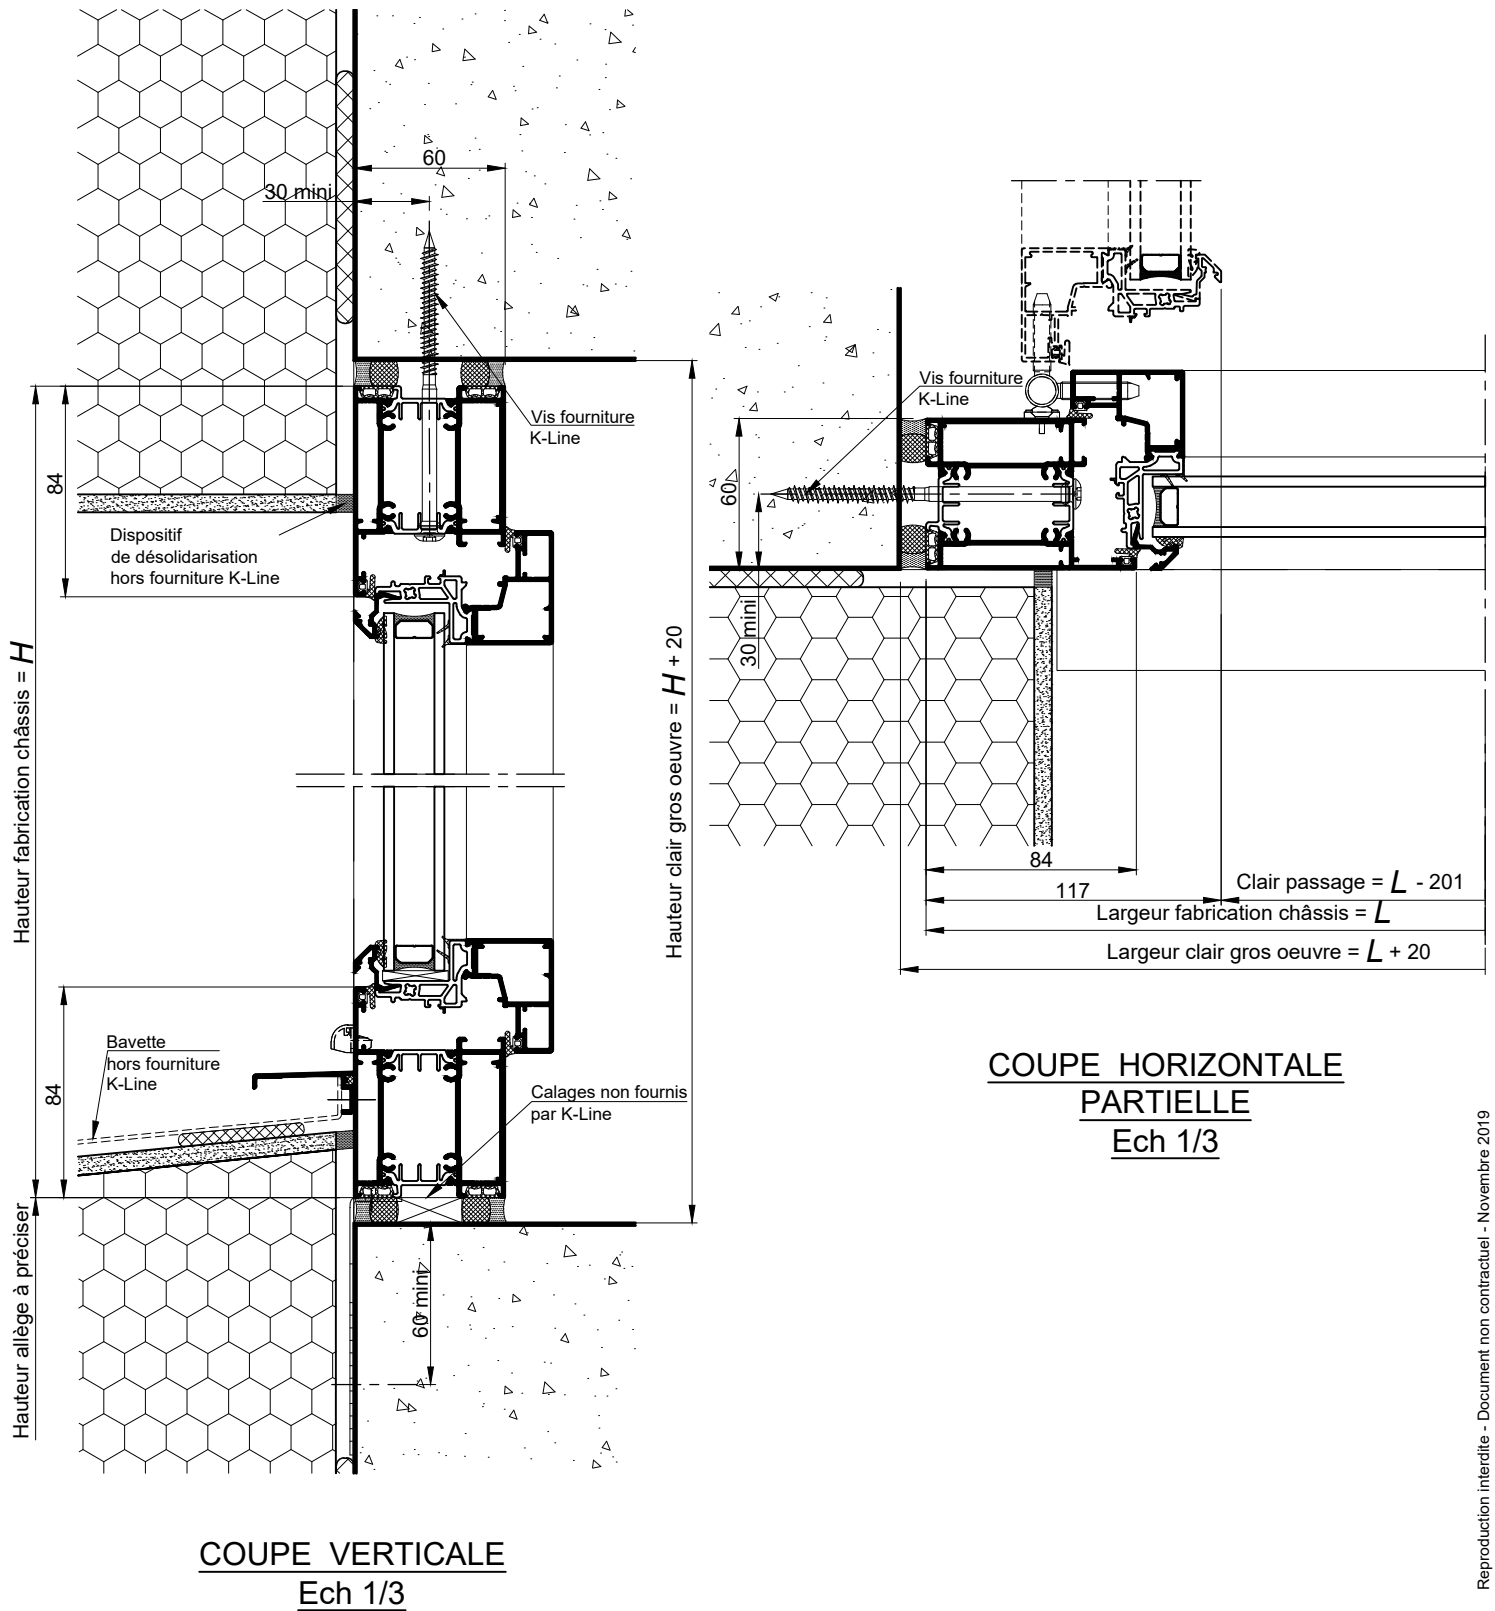 60
30 mini
Vis fourniture
K-Line
84
Dispositif
de désolidarisation
hors fourniture K-Line
Hauteur fabrication châssis = H
Hauteur clair gros oeuvre = H + 20
Bavette
hors fourniture
K-Line
84
Calages non fournis
par K-Line
Hauteur allège à préciser
60 mini
COUPE VERTICALE
Ech 1/3
Vis fourniture
K-Line
60
30 mini
84
117
Clair passage = L - 201
Largeur fabrication châssis = L
Largeur clair gros oeuvre = L + 20
COUPE HORIZONTALE
PARTIELLE
Ech 1/3
Reproduction interdite - Document non contractuel - Novembre 2019